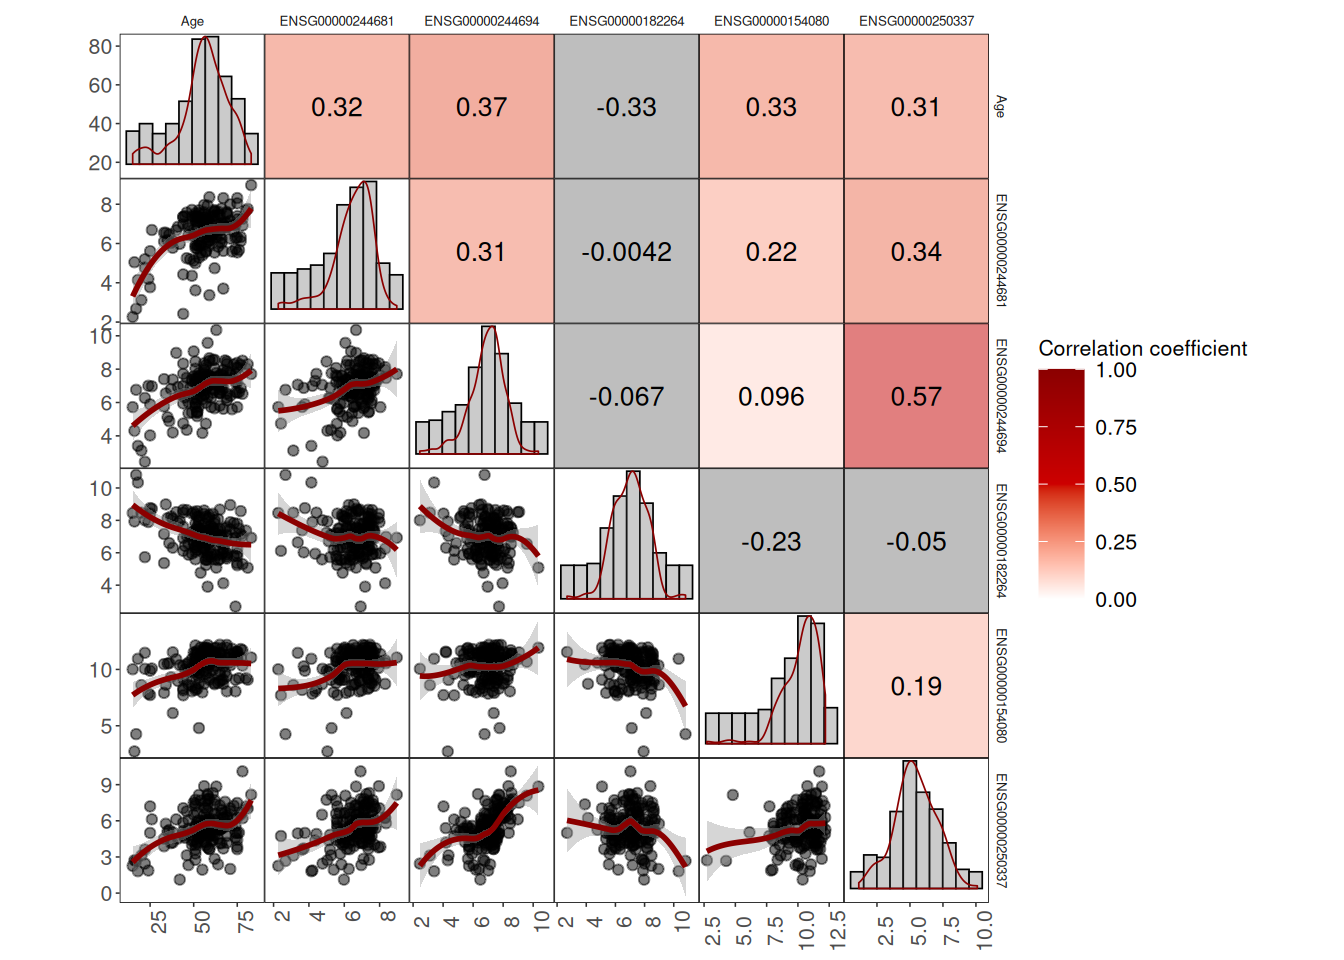 Age ENSG00000244681 ENSG00000244694 ENSG00000182264 ENSG00000154080 ENSG00000250337
80
60
40
20
0.32 0.37 -0.33 0.33 0.31
Age
8
6
4
2
0.31 -0.0042 0.22 0.34
ENSG00000244681
10
8
6
4
-0.067 0.096 0.57
ENSG00000244694
10
8
6
4
-0.23 -0.05
ENSG00000182264
10
5
0.19
ENSG00000154080
9
6
3
0
ENSG00000250337
25 50 75 2 4 6 8 2 4 6 8 10 2 4 6 8 10 2.5 5.0 7.5 10.0 12.5 2.5 5.0 7.5 10.0
Correlation coefficient
1.00
0.75
0.50
0.25
0.00